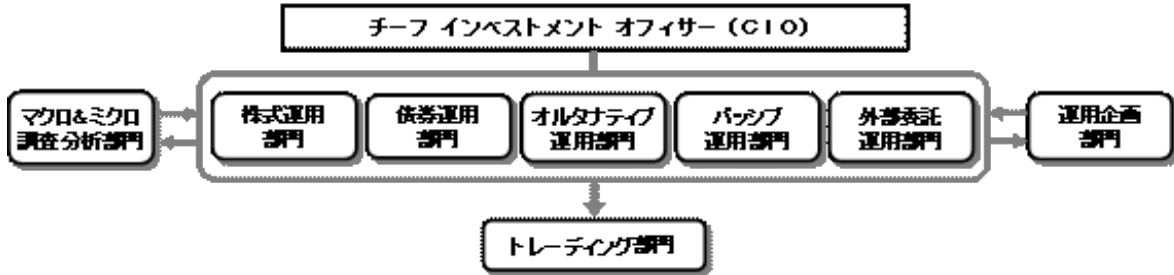 チーフ インベストメント オフィサー (CIO)
マクロ&ミクロ
調査分析部門
株式運用
部門
債券運用
部門
オルタナティブ
運用部門
パッシブ
運用部門
外部委託
運用部門
運用企画
部門
トレーディング部門